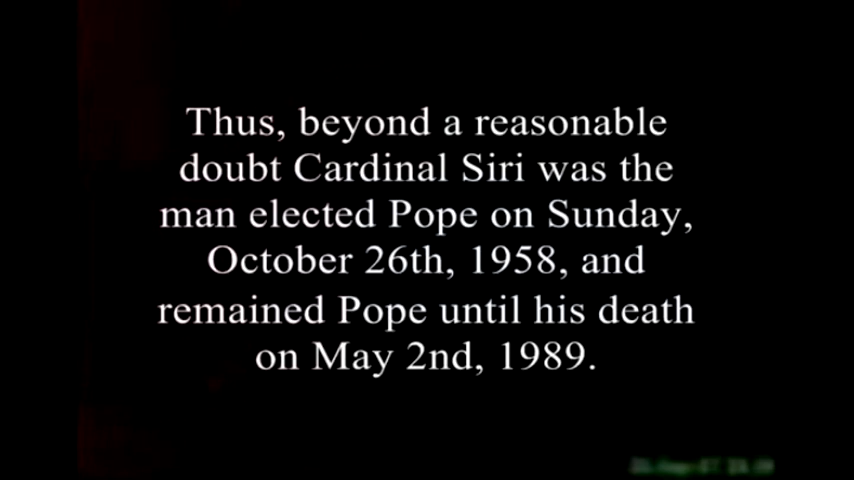 Thus, beyond a reasonable
doubt Cardinal Siri was the
man elected Pope on Sunday,
October 26th, 1958, and
remained Pope until his death
on May 2nd, 1989.